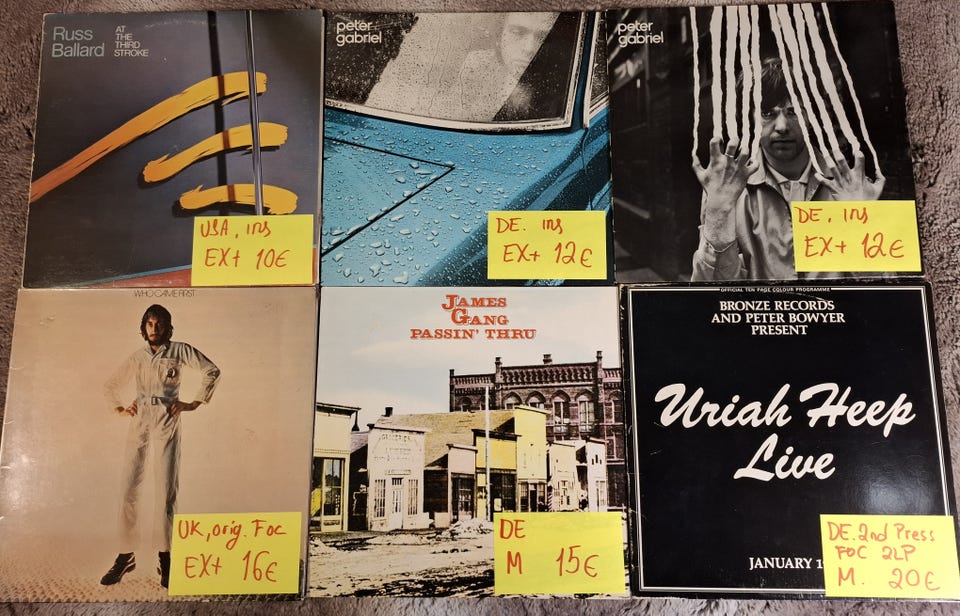 Russ
Ballard
AT
THE
THIRD
STROKE
USA, ins
EX+ 10€
peter
gabriel
DE. ins
EX+ 12€
peter
gabriel
DE, ins
EX+ 12€
WHO CAME FIRST
UK, orig. FOC
EX+ 16€
JAMES
GANG
PASSIN' THRU
DE
M 15€
OFFICIAL TEN PAGE COLOUR PROGRAMME
BRONZE RECORDS
AND PETER BOWYER
PRESENT
Uriah Heep
Live
JANUARY
DE. 2nd Press
FOC 2LP
M. 20€